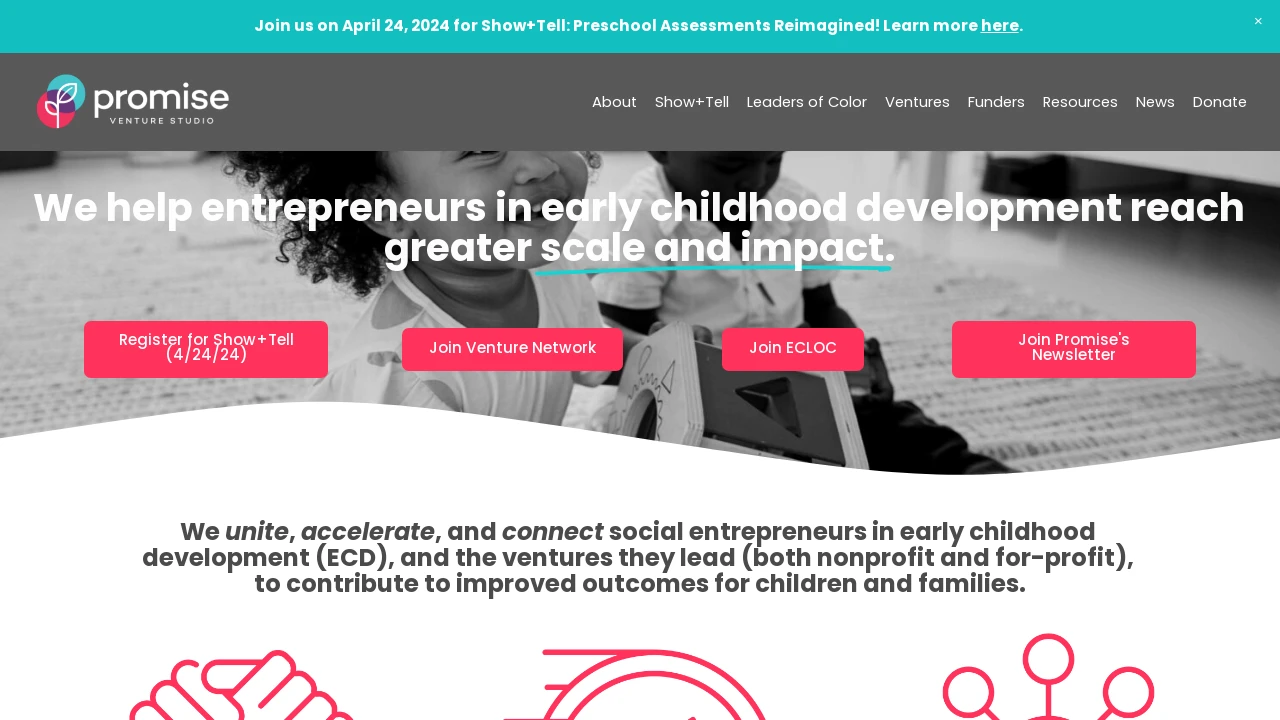 Join us on April 24, 2024 for Show+Tell: Preschool Assessments Reimagined! Learn more here.
×
promise
VENTURE STUDIO
About Show+Tell Leaders of Color Ventures Funders Resources News Donate
We help entrepreneurs in early childhood development reach
greater scale and impact.
Register for Show+Tell
(4/24/24)
Join Venture Network
Join ECLOC
Join Promise's
Newsletter
We unite, accelerate, and connect social entrepreneurs in early childhood
development (ECD), and the ventures they lead (both nonprofit and for-profit),
to contribute to improved outcomes for children and families.